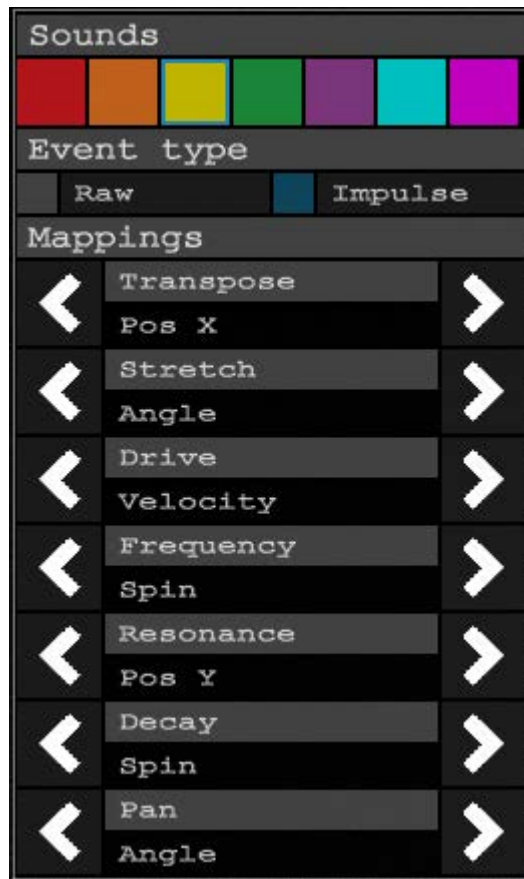 Sounds
Event type
Raw Impulse
Mappings
Transpose
Pos X
Stretch
Angle
Drive
Velocity
Frequency
Spin
Resonance
Pos Y
Decay
Spin
Pan
Angle